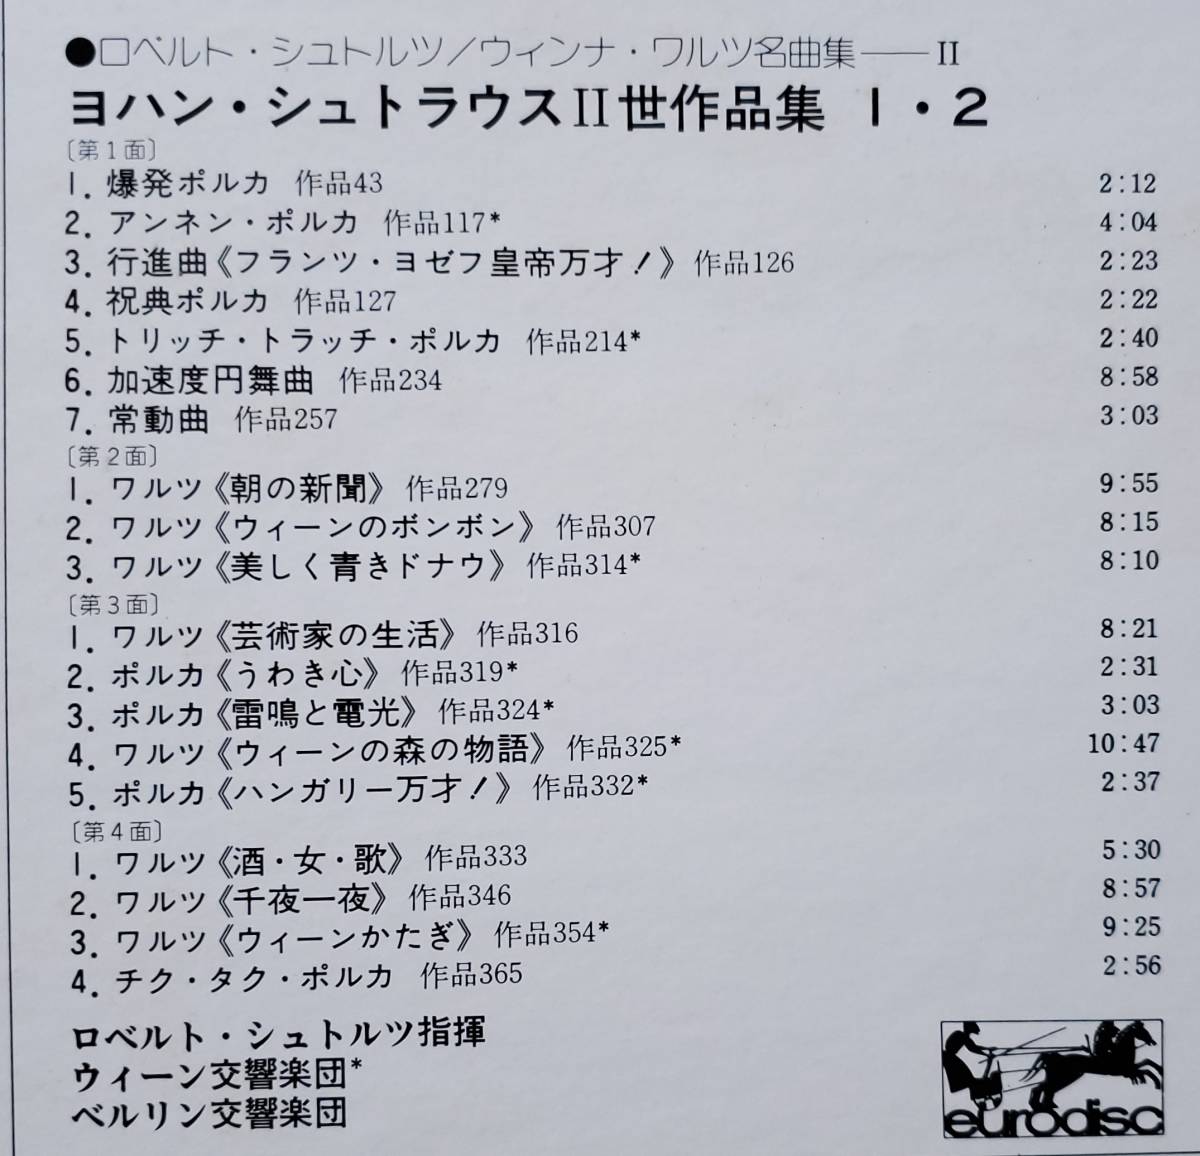 ●ロベルト・シュトルツ／ウィンナ・ワルツ名曲集——II
ヨハン・シュトラウスII世作品集 1・2
〔第1面〕
1. 爆発ポルカ 作品43 2:12
2. アンネン・ポルカ 作品117* 4:04
3. 行進曲《フランツ・ヨゼフ皇帝万才！》作品126 2:23
4. 祝典ポルカ 作品127 2:22
5. トリッチ・トラッチ・ポルカ 作品214* 2:40
6. 加速度円舞曲 作品234 8:58
7. 常動曲 作品257 3:03
〔第2面〕
1. ワルツ《朝の新聞》作品279 9:55
2. ワルツ《ウィーンのボンボン》作品307 8:15
3. ワルツ《美しく青きドナウ》作品314* 8:10
〔第3面〕
1. ワルツ《芸術家の生活》作品316 8:21
2. ポルカ《うわき心》作品319* 2:31
3. ポルカ《雷鳴と電光》作品324* 3:03
4. ワルツ《ウィーンの森の物語》作品325* 10:47
5. ポルカ《ハンガリー万才！》作品332* 2:37
〔第4面〕
1. ワルツ《酒・女・歌》作品333 5:30
2. ワルツ《千夜一夜》作品346 8:57
3. ワルツ《ウィーンかたぎ》作品354* 9:25
4. チク・タク・ポルカ 作品365 2:56
ロベルト・シュトルツ指揮
ウィーン交響楽団*
ベルリン交響楽団
eurodisc